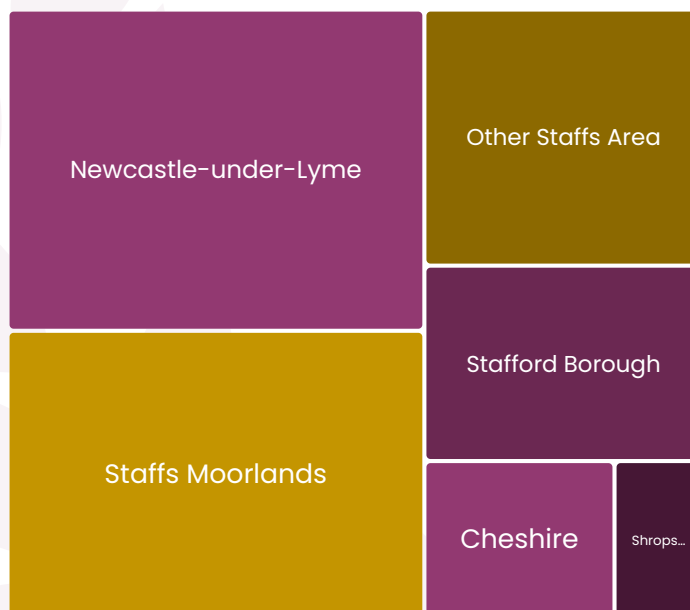 Newcastle-under-Lyme
Other Staffs Area
Stafford Borough
Staffs Moorlands
Cheshire
Shrops…